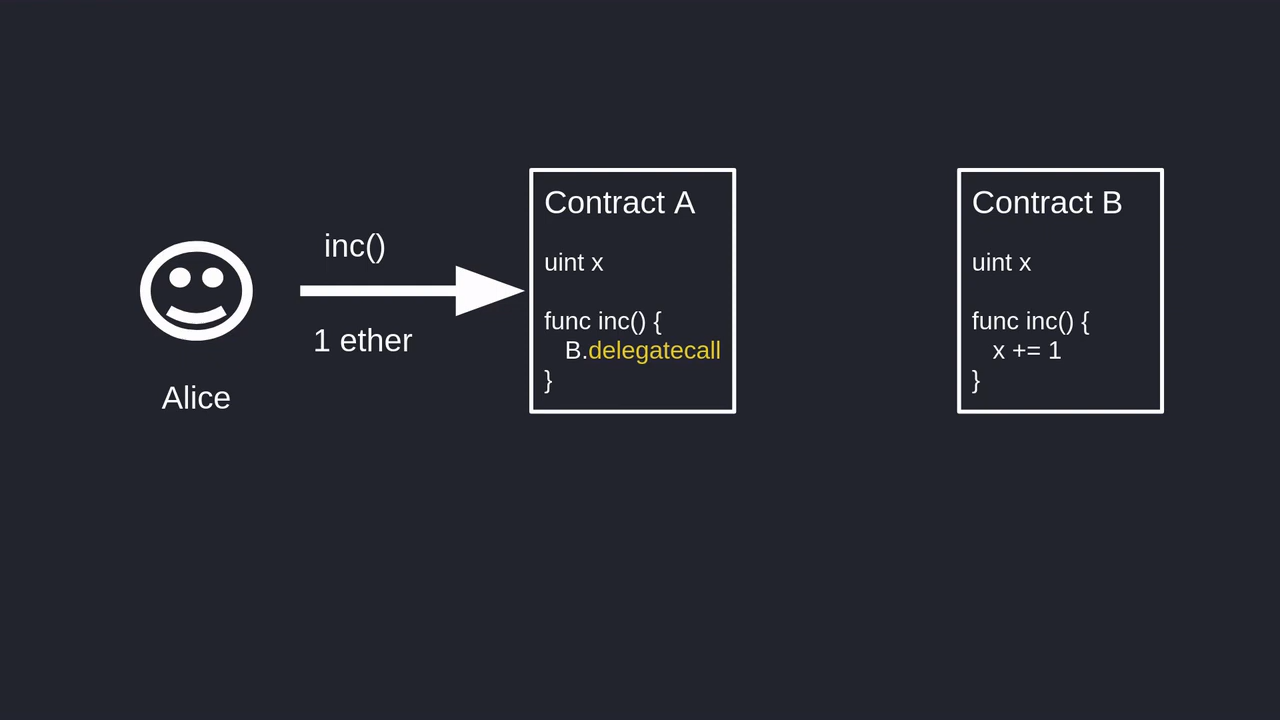 inc()
1 ether
Alice
Contract A
uint x
func inc() {
B.delegatecall
}
Contract B
uint x
func inc() {
x += 1
}